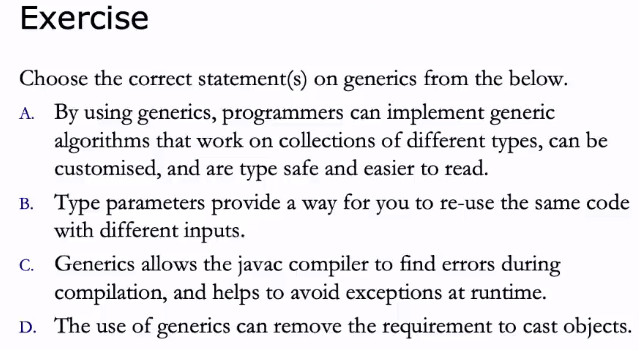 Exercise
Choose the correct statement(s) on generics from the below.
A. By using generics, programmers can implement generic
algorithms that work on collections of different types, can be
customised, and are type safe and easier to read.
B. Type parameters provide a way for you to re-use the same code
with different inputs.
C. Generics allows the javac compiler to find errors during
compilation, and helps to avoid exceptions at runtime.
D. The use of generics can remove the requirement to cast objects.